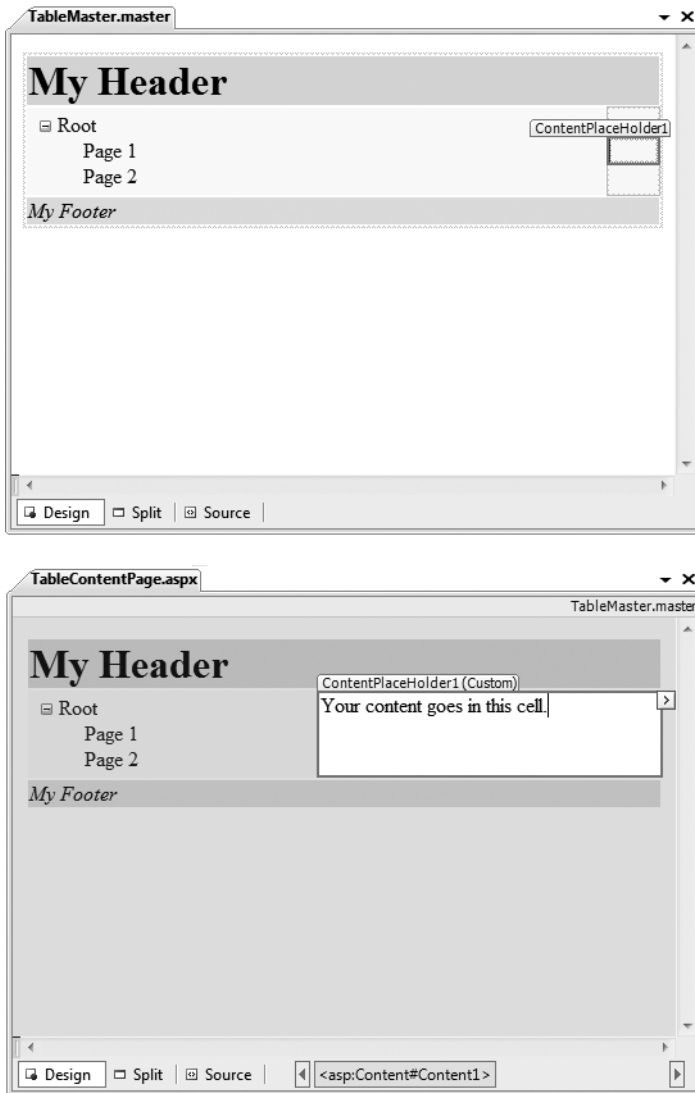 TableMaster.master
My Header
Root
ContentPlaceHolder1
Page 1
Page 2
My Footer
Design Split Source
TableContentPage.aspx
TableMaster.master
My Header
ContentPlaceHolder1 (Custom)
Root
Your content goes in this cell.
Page 1
Page 2
My Footer
Design Split Source <asp:Content#Content1>